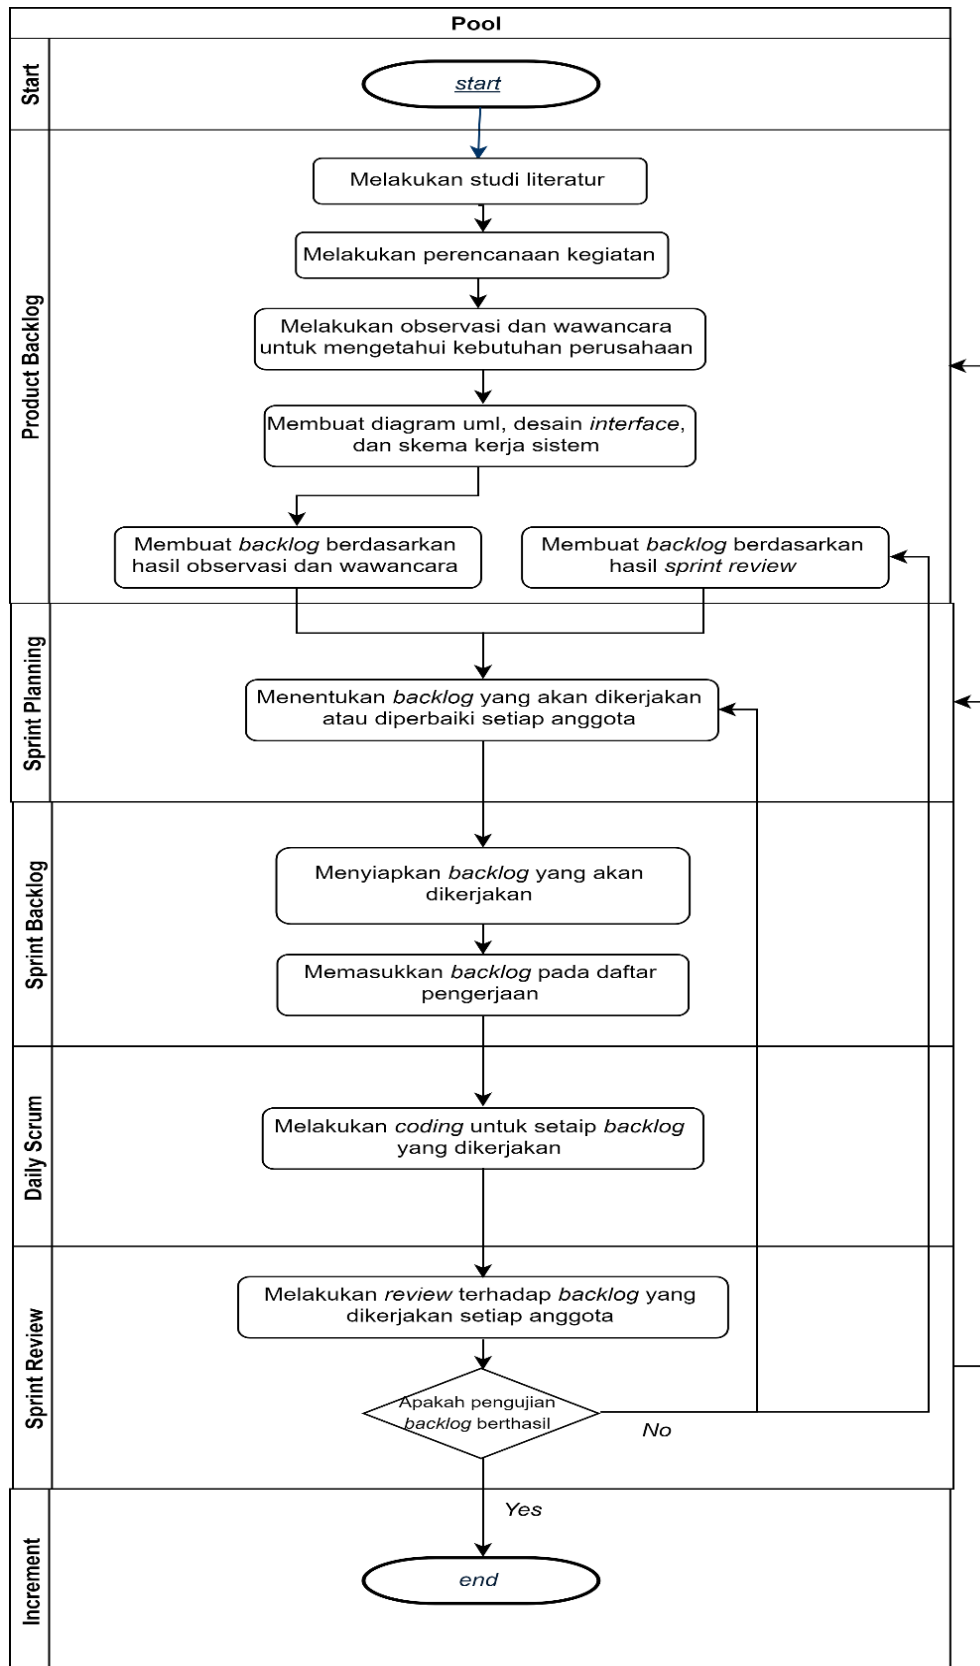 Pool
Start
start
Product Backlog
Melakukan studi literatur
Melakukan perencanaan kegiatan
Melakukan observasi dan wawancara
untuk mengetahui kebutuhan perusahaan
Membuat diagram uml, desain interface,
dan skema kerja sistem
Membuat backlog berdasarkan
hasil observasi dan wawancara
Membuat backlog berdasarkan
hasil sprint review
Sprint Planning
Menentukan backlog yang akan dikerjakan
atau diperbaiki setiap anggota
Sprint Backlog
Menyiapkan backlog yang akan
dikerjakan
Memasukkan backlog pada daftar
pengerjaan
Daily Scrum
Melakukan coding untuk setaip backlog
yang dikerjakan
Sprint Review
Melakukan review terhadap backlog yang
dikerjakan setiap anggota
Apakah pengujian
backlog berthasil
No
Yes
Increment
end